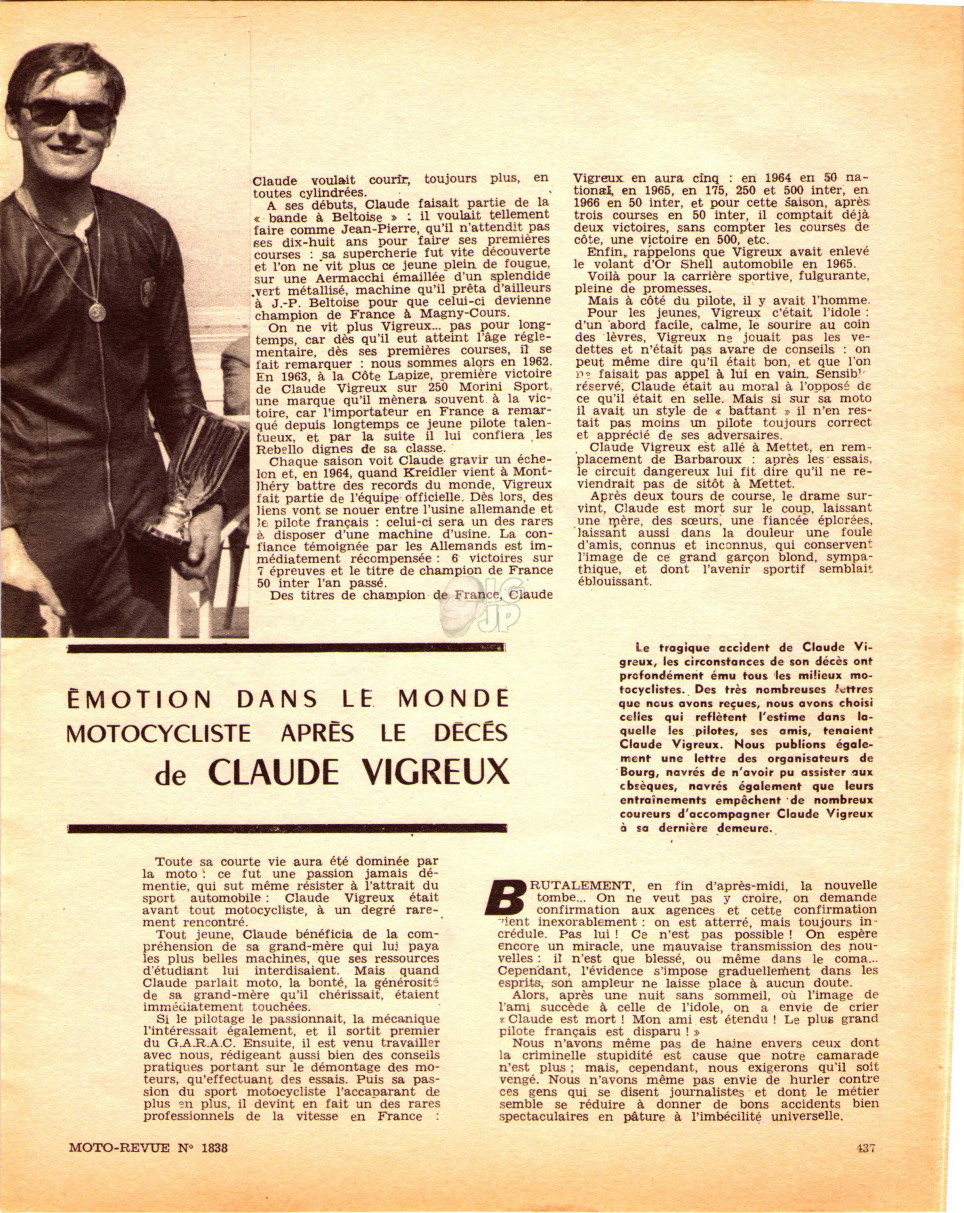 ÉMOTION DANS LE MONDE
MOTOCYCLISTE APRÈS LE DÉCÉS
de CLAUDE VIGREUX
Toute sa courte vie aura été dominée par
la moto : ce fut une passion jamais dé-
mentie, qui sut même résister à l'attrait du
sport automobile : Claude Vigreux était
avant tout motocycliste, à un degré rare-
ment rencontré.
Tout jeune, Claude bénéficia de la com-
préhension de sa grand-mère qui lui paya
les plus belles machines, que ses ressources
d'étudiant lui interdisaient. Mais quand
Claude parlait moto, la bonté, la générosité
de sa grand-mère qu'il chérissait, étaient
immédiatement touchées.
Si le pilotage le passionnait, la mécanique
l'intéressait également, et il sortit premier
du G.A.R.A.C. Ensuite, il est venu travailler
avec nous, rédigeant aussi bien des conseils
pratiques portant sur le démontage des mo-
teurs, qu'effectuant des essais. Puis sa pas-
sion du sport motocycliste l'accaparant de
plus en plus, il devint en fait un des rares
professionnels de la vitesse en France :
Claude voulait courir, toujours plus, en
toutes cylindrées.
A ses débuts, Claude faisait partie de la
« bande à Beltoise » : il voulait tellement
faire comme Jean-Pierre, qu'il n'attendit pas
ses dix-huit ans pour faire ses premières
courses : sa supercherie fut vite découverte
et l'on ne vit plus ce jeune plein de fougue,
sur une Aermacchi émaillée d'un splendide
vert métallisé, machine qu'il prêta d'ailleurs
à J.-P. Beltoise pour que celui-ci devienne
champion de France à Magny-Cours.
On ne vit plus Vigreux... pas pour long-
temps, car dès qu'il eut atteint l'âge régle-
mentaire, dès ses premières courses, il se
fait remarquer : nous sommes alors en 1962.
En 1963, à la Côte Lapize, première victoire
de Claude Vigreux sur 250 Morini Sport,
une marque qu'il mènera souvent à la vic-
toire, car l'importateur en France a remar-
qué depuis longtemps ce jeune pilote talen-
tueux, et par la suite il lui confiera les
Rebello dignes de sa classe.
Chaque saison voit Claude gravir un éche-
lon et, en 1964, quand Kreidler vient à Mont-
lhéry battre des records du monde, Vigreux
fait partie de l'équipe officielle. Dès lors, des
liens vont se nouer entre l'usine allemande et
le pilote français : celui-ci sera un des rares
à disposer d'une machine d'usine. La con-
fiance témoignée par les Allemands est im-
médiatement récompensée : 6 victoires sur
7 épreuves et le titre de champion de France
50 inter l'an passé.
Des titres de champion de France, Claude
Vigreux en aura cinq : en 1964 en 50 na-
tional, en 1965, en 175, 250 et 500 inter, en
1966 en 50 inter, et pour cette saison, après
trois courses en 50 inter, il comptait déjà
deux victoires, sans compter les courses de
côte, une victoire en 500, etc.
Enfin, rappelons que Vigreux avait enlevé
le volant d'Or Shell automobile en 1965.
Voilà pour la carrière sportive, fulgurante,
pleine de promesses.
Mais à côté du pilote, il y avait l'homme.
Pour les jeunes, Vigreux c'était l'idole :
d'un abord facile, calme, le sourire au coin
des lèvres, Vigreux ne jouait pas les ve-
dettes et n'était pas avare de conseils : on
peut même dire qu'il était bon, et que l'on
ne faisait pas appel à lui en vain. Sensibl
réservé, Claude était au moral à l'opposé de
ce qu'il était en selle. Mais si sur sa moto
il avait un style de « battant » il n'en res-
tait pas moins un pilote toujours correct
et apprécié de ses adversaires.
Claude Vigreux est allé à Mettet, en rem-
placement de Barbaroux : après les essais,
le circuit dangereux lui fit dire qu'il ne re-
viendrait pas de sitôt à Mettet.
Après deux tours de course, le drame sur-
vint, Claude est mort sur le coup, laissant
une mère, des sœurs, une fiancée éplorées,
laissant aussi dans la douleur une foule
d'amis, connus et inconnus, qui conservent
l'image de ce grand garçon blond, sympa-
thique, et dont l'avenir sportif semblait
éblouissant.
Le tragique accident de Claude Vi-
greux, les circonstances de son décès ont
profondément ému tous les milieux mo-
tocyclistes. Des très nombreuses lettres
que nous avons reçues, nous avons choisi
celles qui reflètent l'estime dans la-
quelle les pilotes, ses amis, tenaient
Claude Vigreux. Nous publions égale-
ment une lettre des organisateurs de
Bourg, navrés de n'avoir pu assister aux
obsèques, navrés également que leurs
entraînements empêchent de nombreux
coureurs d'accompagner Claude Vigreux
à sa dernière demeure.
BRUTALEMENT, en fin d'après-midi, la nouvelle
tombe... On ne veut pas y croire, on demande
confirmation aux agences et cette confirmation
vient inexorablement : on est atterré, mais toujours in-
crédule. Pas lui ! Ce n'est pas possible ! On espère
encore un miracle, une mauvaise transmission des nou-
velles : il n'est que blessé, ou même dans le coma...
Cependant, l'évidence s'impose graduellement dans les
esprits, son ampleur ne laisse place à aucun doute.
Alors, après une nuit sans sommeil, où l'image de
l'ami succède à celle de l'idole, on a envie de crier
« Claude est mort ! Mon ami est étendu ! Le plus grand
pilote français est disparu ! »
Nous n'avons même pas de haine envers ceux dont
la criminelle stupidité est cause que notre camarade
n'est plus ; mais, cependant, nous exigerons qu'il soit
vengé. Nous n'avons même pas envie de hurler contre
ces gens qui se disent journalistes et dont le métier
semble se réduire à donner de bons accidents bien
spectaculaires en pâture à l'imbécilité universelle.
MOTO-REVUE N° 1838
437
JP